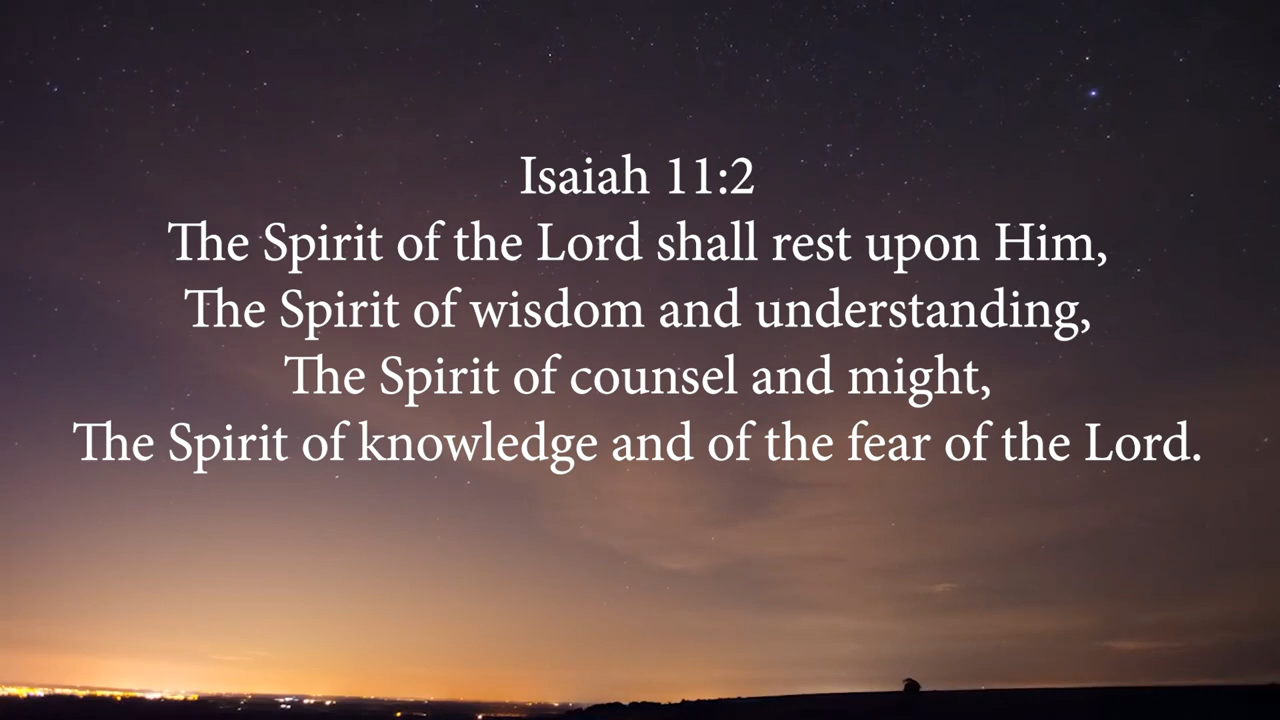 Isaiah 11:2
The Spirit of the Lord shall rest upon Him,
The Spirit of wisdom and understanding,
The Spirit of counsel and might,
The Spirit of knowledge and of the fear of the Lord.